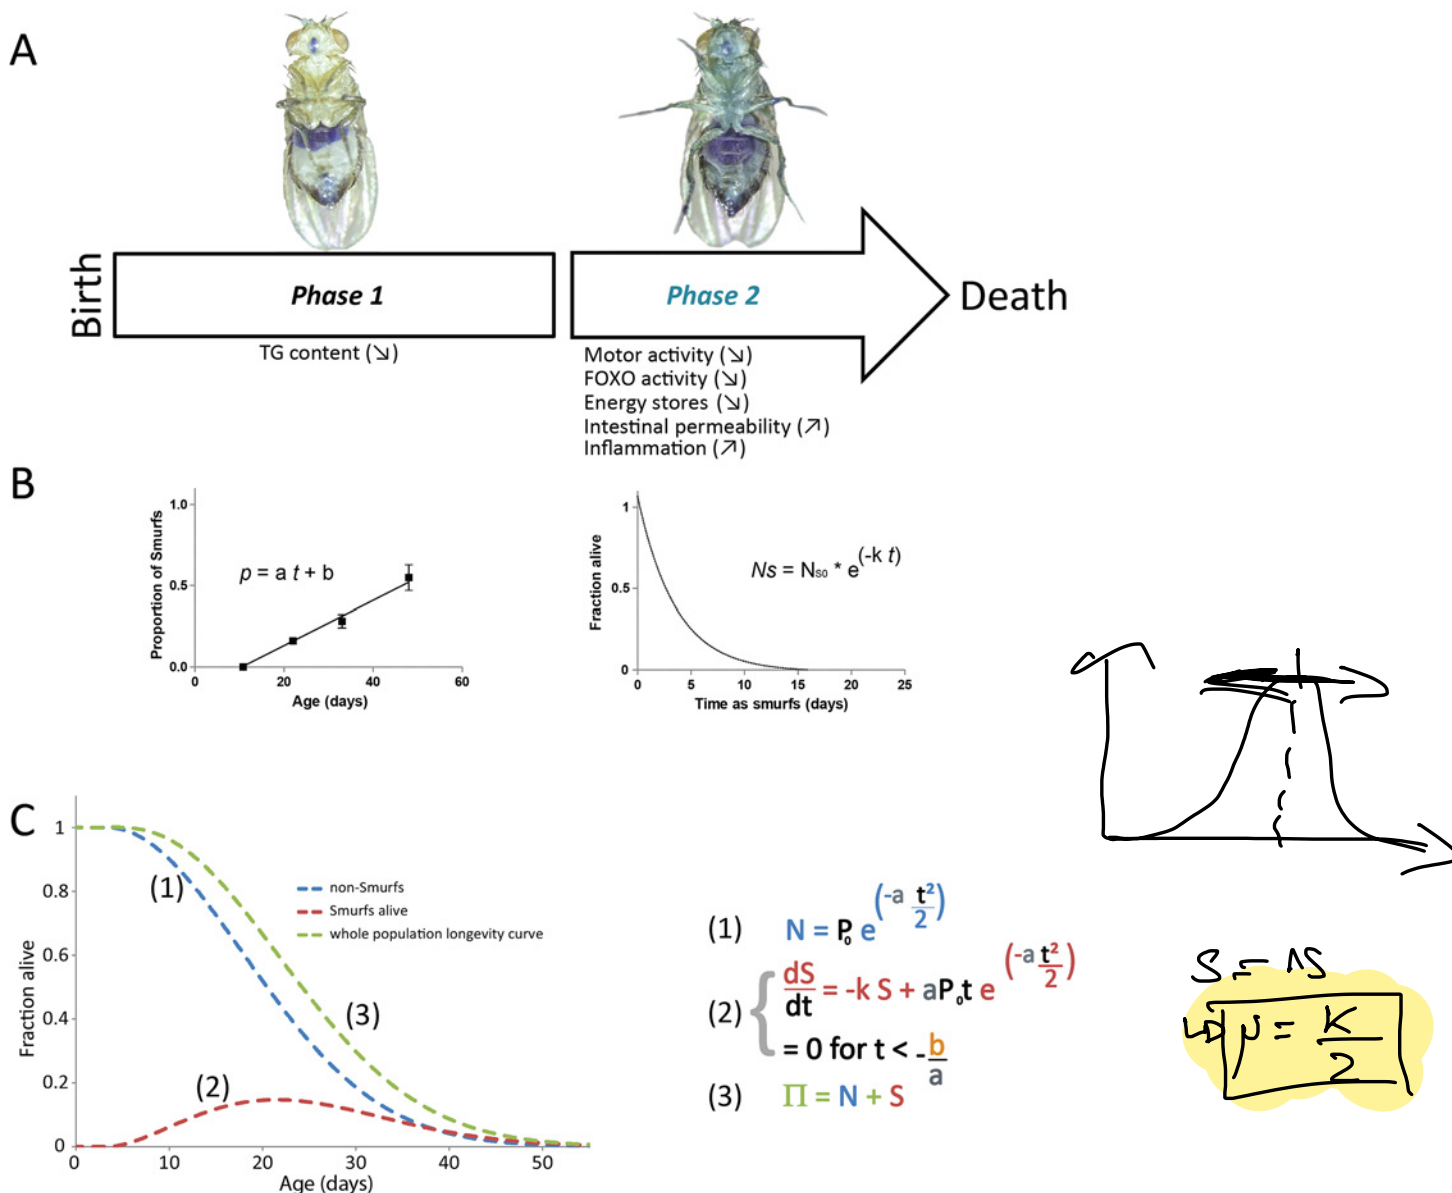 A
Birth
Phase 1
Phase 2
Death
TG content (↘)
Motor activity (↘)
FOXO activity (↘)
Energy stores (↘)
Intestinal permeability (↗)
Inflammation (↗)
B
Proportion of Smurfs
1.0
0.5
0.0
p = a t + b
0 20 40 60
Age (days)
Fraction alive
1
0.5
0
Ns = N_{S0} * e^{(-k t)}
0 5 10 15 20 25
Time as smurfs (days)
C
Fraction alive
1
0.8
0.6
0.4
0.2
0
(1)
(2)
(3)
non-Smurfs
Smurfs alive
whole population longevity curve
0 10 20 30 40 50
Age (days)
(1) N = P₀ e^{(-a t²/2)}
(2) dS/dt = -k S + aP₀t e^{(-a t²/2)}
= 0 for t < -b/a
(3) Π = N + S
S = NS
μ = K/2